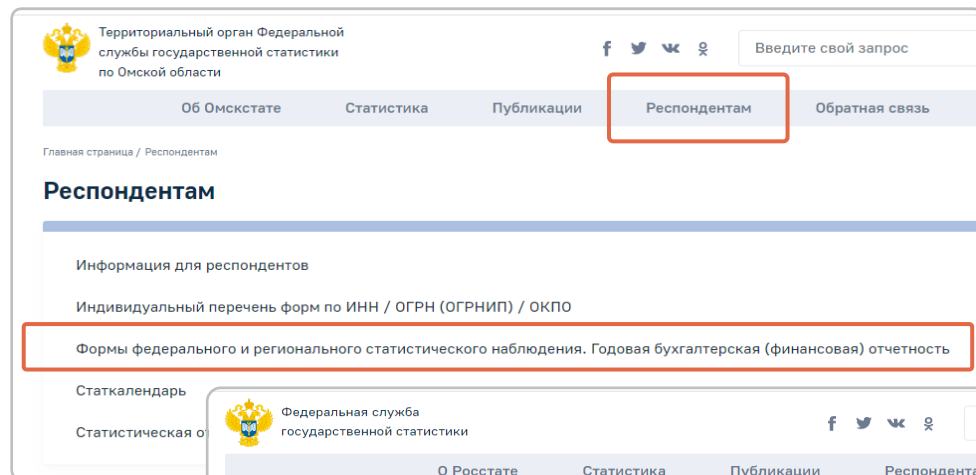 Территориальный орган Федеральной
службы государственной статистики
по Омской области
Введите свой запрос
Об Омскстате Статистика Публикации Респондентам Обратная связь
Главная страница / Респондентам
Респондентам
Информация для респондентов
Индивидуальный перечень форм по ИНН / ОГРН (ОГРНИП) / ОКПО
Формы федерального и регионального статистического наблюдения. Годовая бухгалтерская (финансовая) отчетность
Статкалендарь
Статистическая
Федеральная служба
государственной статистики
О Росстате Статистика Публикации